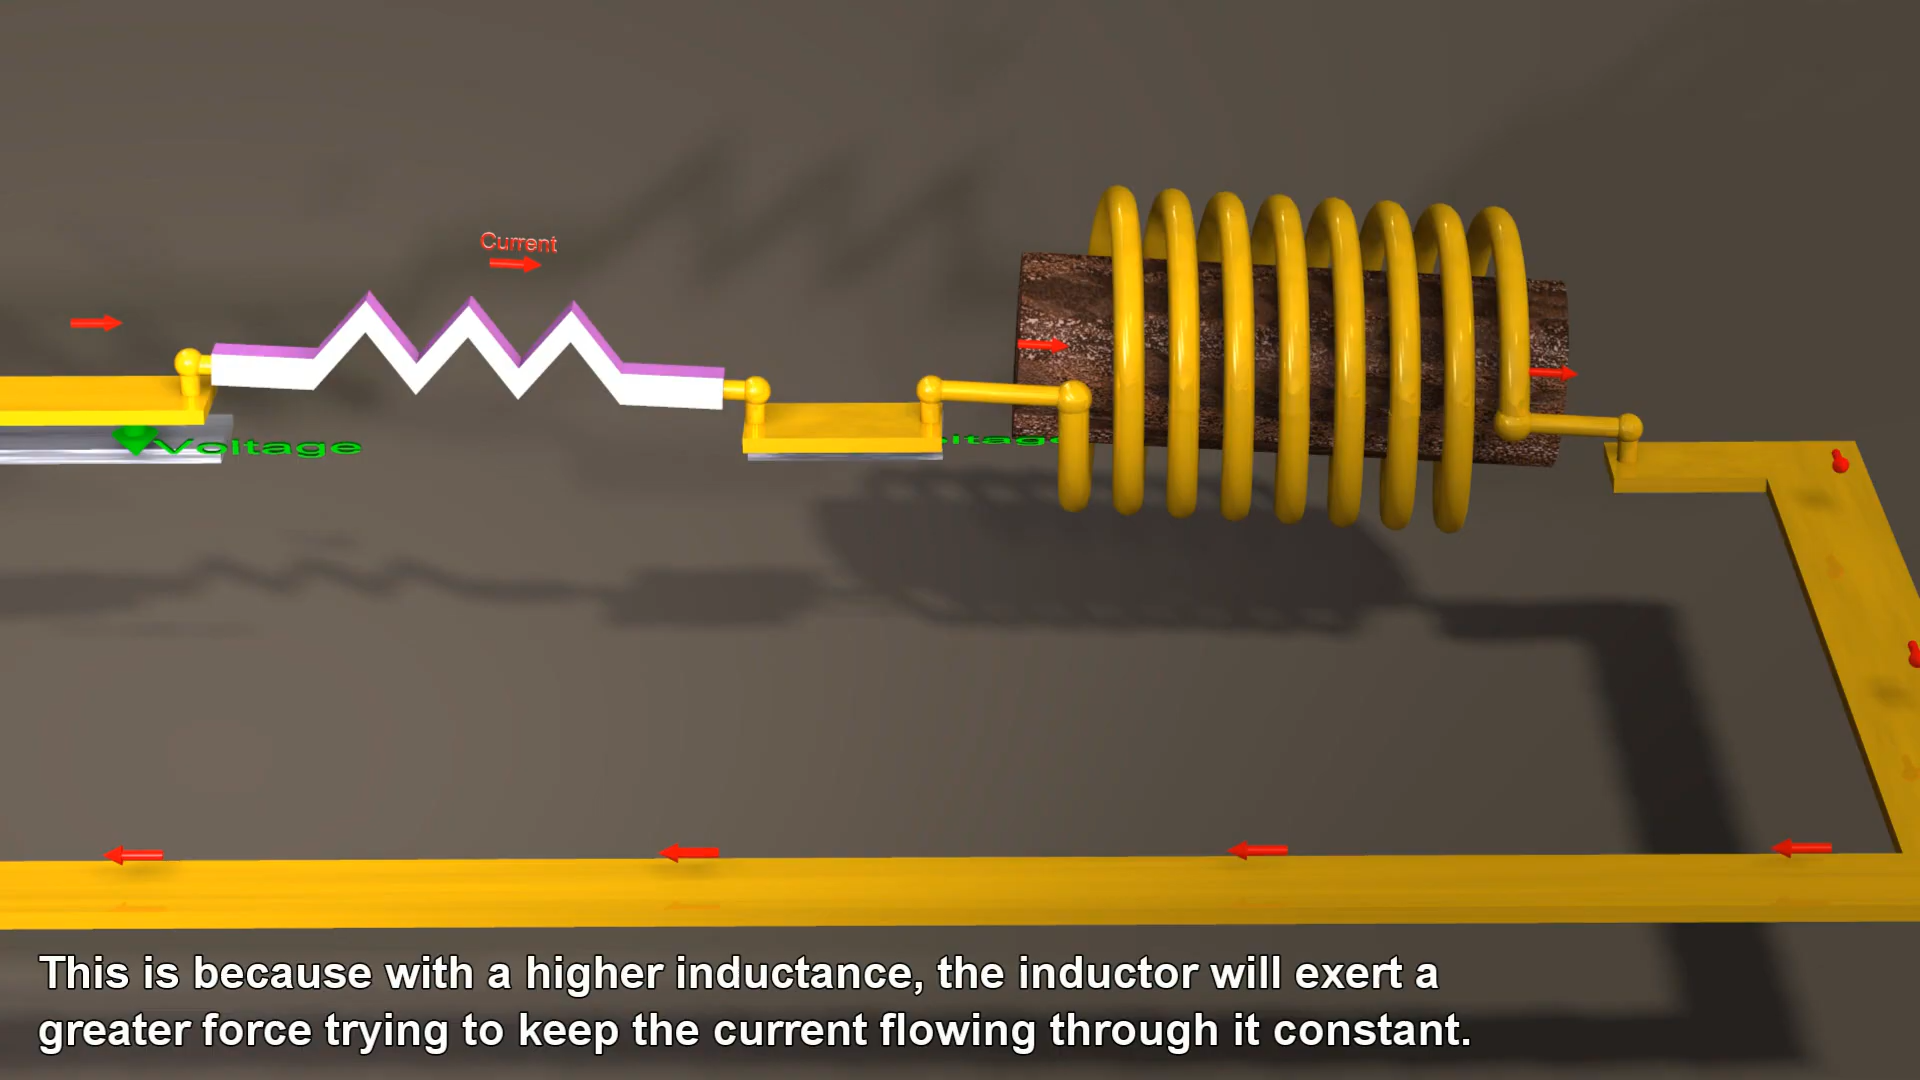 Current
Voltage
This is because with a higher inductance, the inductor will exert a
greater force trying to keep the current flowing through it constant.